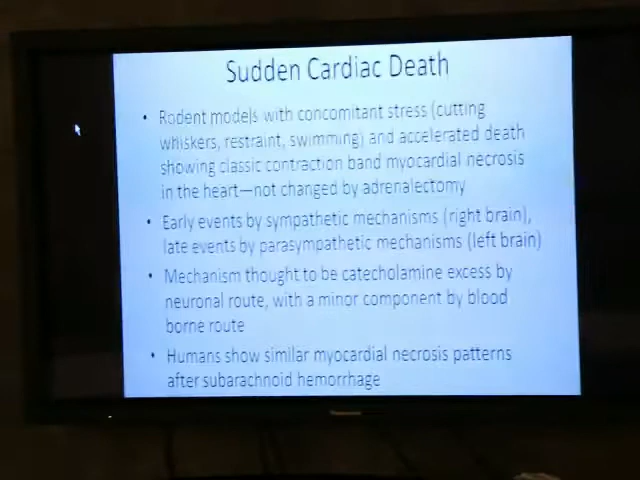 Sudden Cardiac Death
• Rodent models with concomitant stress (cutting
whiskers, restraint, swimming) and accelerated death
showing classic contraction band myocardial necrosis
in the heart—not changed by adrenalectomy
• Early events by sympathetic mechanisms (right brain),
late events by parasympathetic mechanisms (left brain)
• Mechanism thought to be catecholamine excess by
neuronal route, with a minor component by blood
borne route
• Humans show similar myocardial necrosis patterns
after subarachnoid hemorrhage
Panasonic